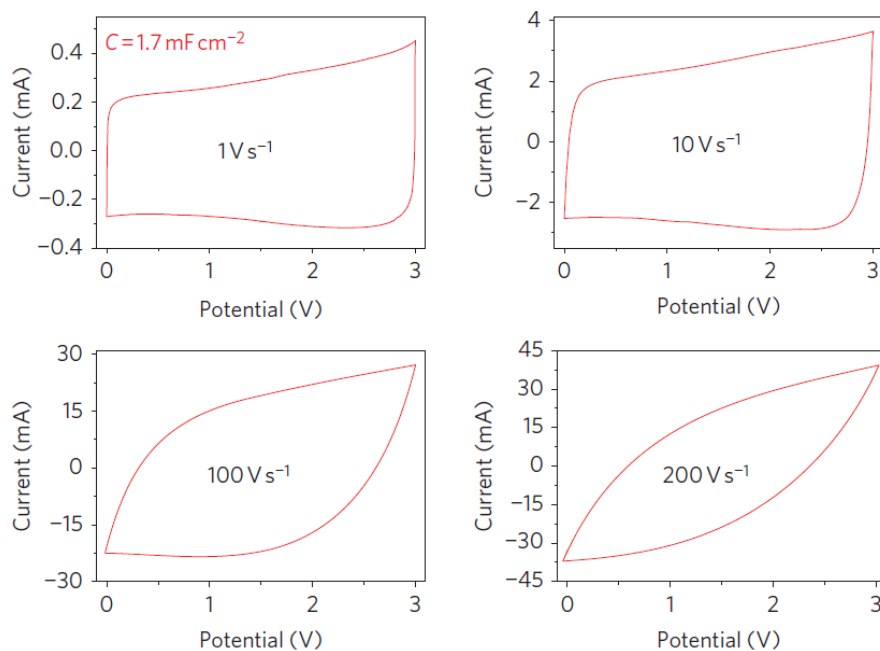 C = 1.7 mF cm⁻²
Current (mA)
0.4
0.2
0.0
−0.2
−0.4
1 V s⁻¹
0 1 2 3
Potential (V)
Current (mA)
4
2
0
−2
10 V s⁻¹
0 1 2 3
Potential (V)
Current (mA)
30
15
0
−15
−30
100 V s⁻¹
0 1 2 3
Potential (V)
Current (mA)
45
30
15
0
−15
−30
−45
200 V s⁻¹
0 1 2 3
Potential (V)